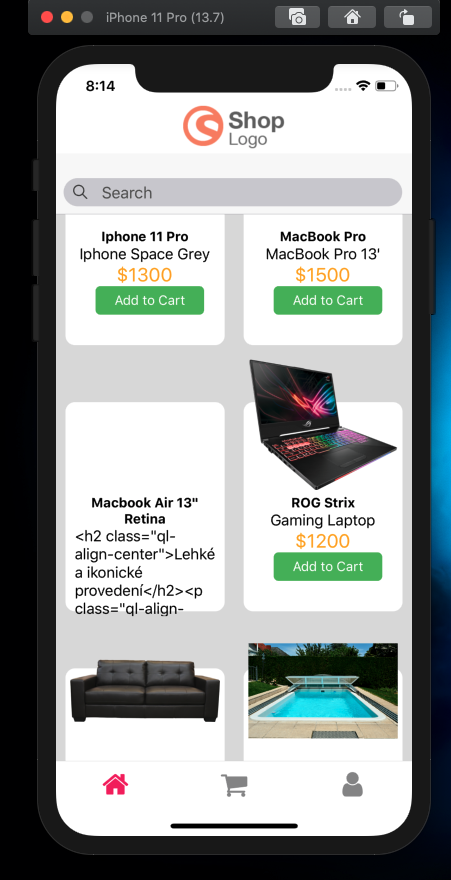 iPhone 11 Pro (13.7)
8:14
Shop
Logo
Search
Iphone 11 Pro
Iphone Space Grey
$1300
Add to Cart
MacBook Pro
MacBook Pro 13'
$1500
Add to Cart
Macbook Air 13"
Retina
<h2 class="ql-
align-center">Lehké
a ikonické
provedení</h2><p
class="ql-align-
ROG Strix
Gaming Laptop
$1200
Add to Cart